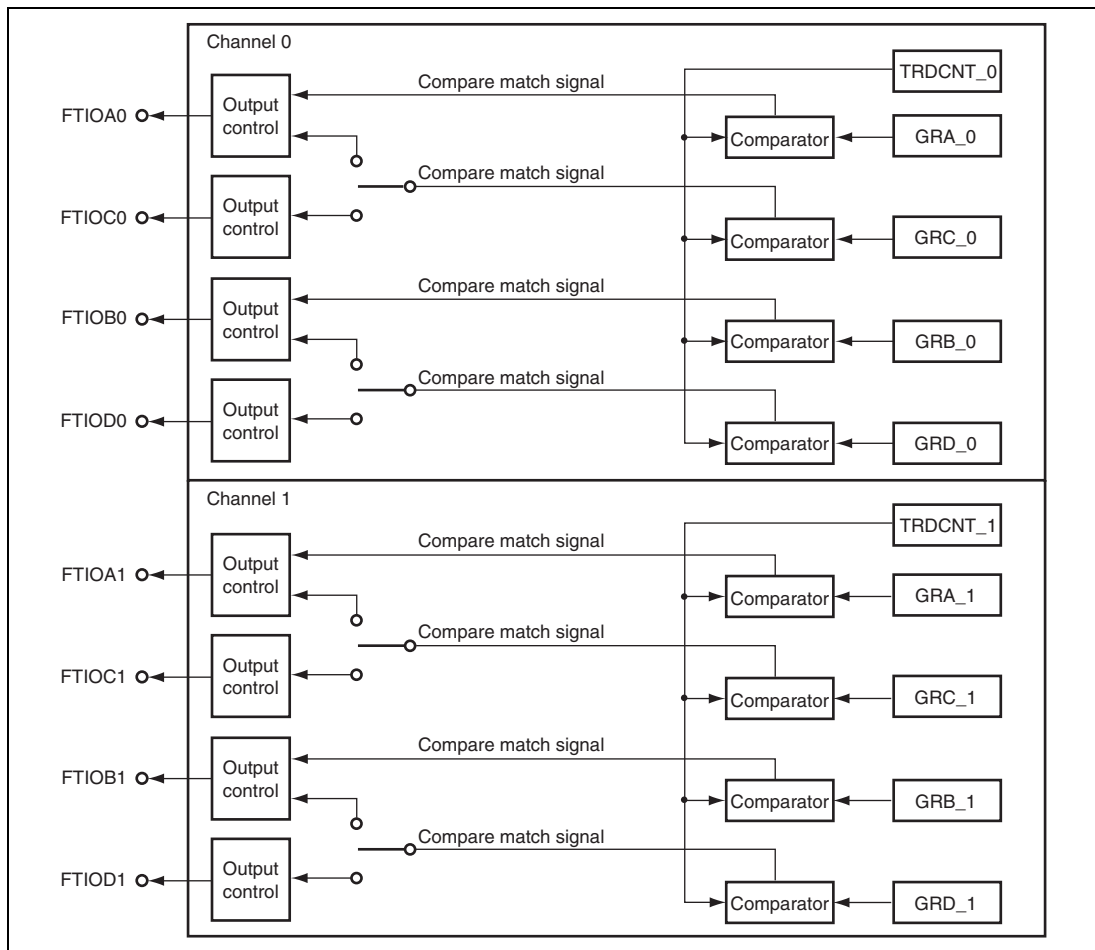 Channel 0
TRDCNT_0
Compare match signal
FTIOA0
Output
control
Comparator
GRA_0
Compare match signal
FTIOC0
Output
control
Comparator
GRC_0
Compare match signal
FTIOB0
Output
control
Comparator
GRB_0
Compare match signal
FTIOD0
Output
control
Comparator
GRD_0
Channel 1
TRDCNT_1
Compare match signal
FTIOA1
Output
control
Comparator
GRA_1
Compare match signal
FTIOC1
Output
control
Comparator
GRC_1
Compare match signal
FTIOB1
Output
control
Comparator
GRB_1
Compare match signal
FTIOD1
Output
control
Comparator
GRD_1